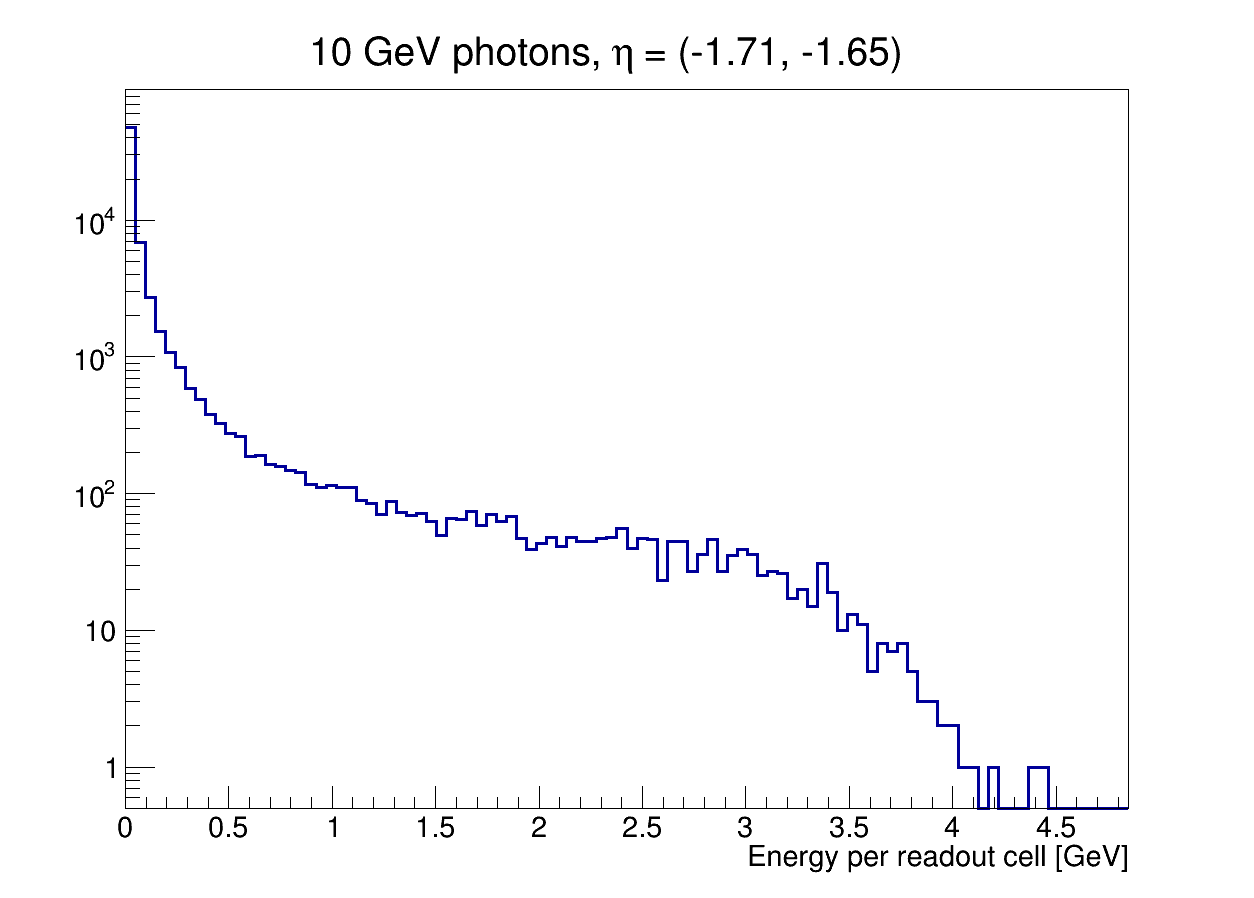 10 GeV photons, η = (-1.71, -1.65)
10⁴
10³
10²
10
1
0 0.5 1 1.5 2 2.5 3 3.5 4 4.5
Energy per readout cell [GeV]